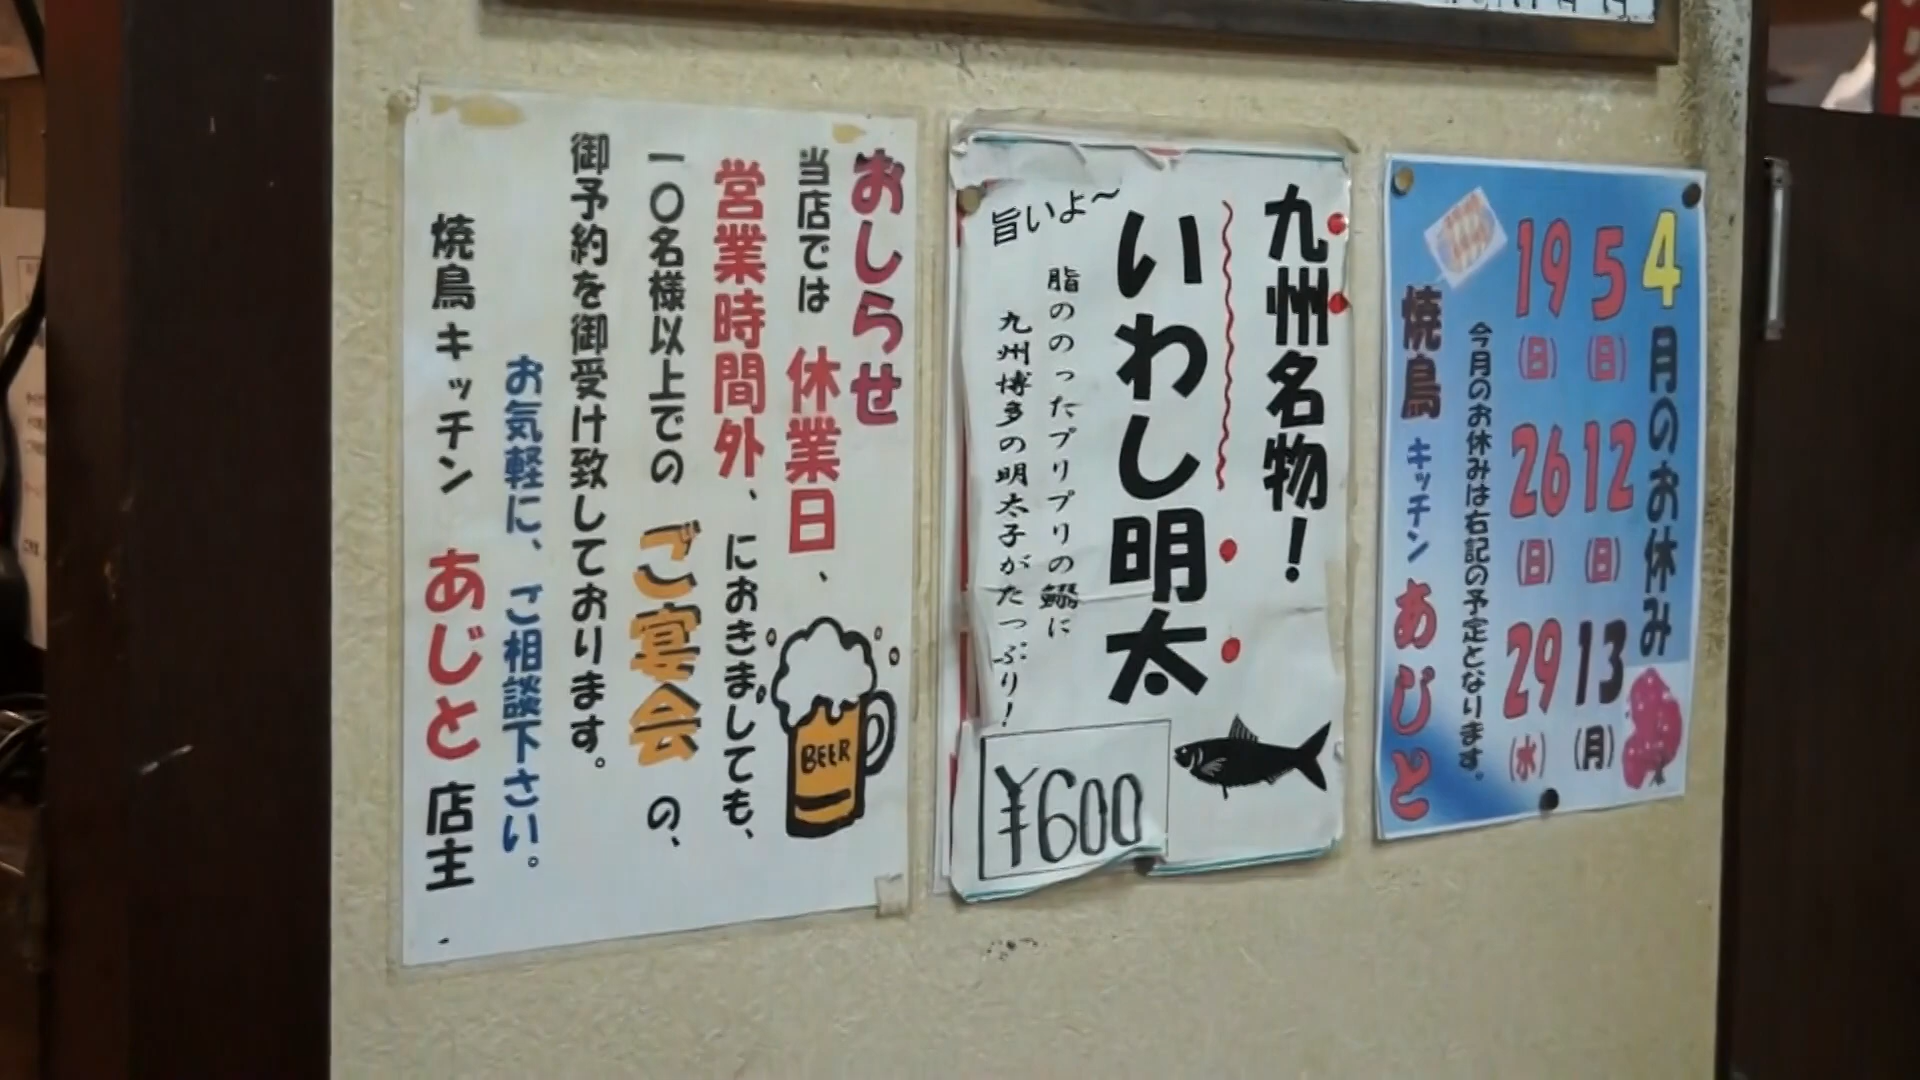 おしらせ
当店では 休業日、
営業時間外、におきましても、
一〇名様以上での ご宴会 の、
御予約を御受け致しております。
お気軽に、ご相談下さい。
焼鳥キッチン あじと 店主
BEER
九州名物!
いわし明太
旨いよ~
脂ののったプリプリの鰯に
九州博多の明太子がたっぷり!
¥600
4月のお休み
5(日) 12(日) 13(月)
19(日) 26(日) 29(水)
今月のお休みは右記の予定となります。
焼鳥キッチン あじと